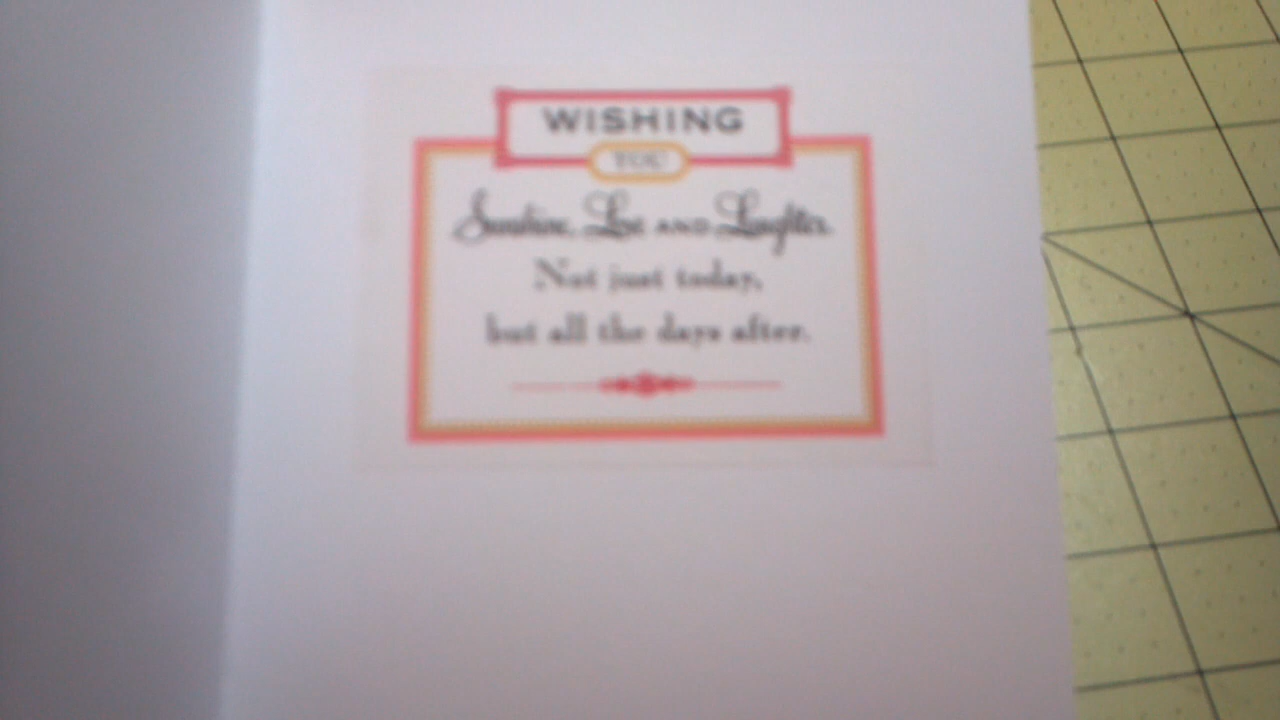 WISHING
YOU
Sunshine, Love AND Laughter.
Not just today,
but all the days after.